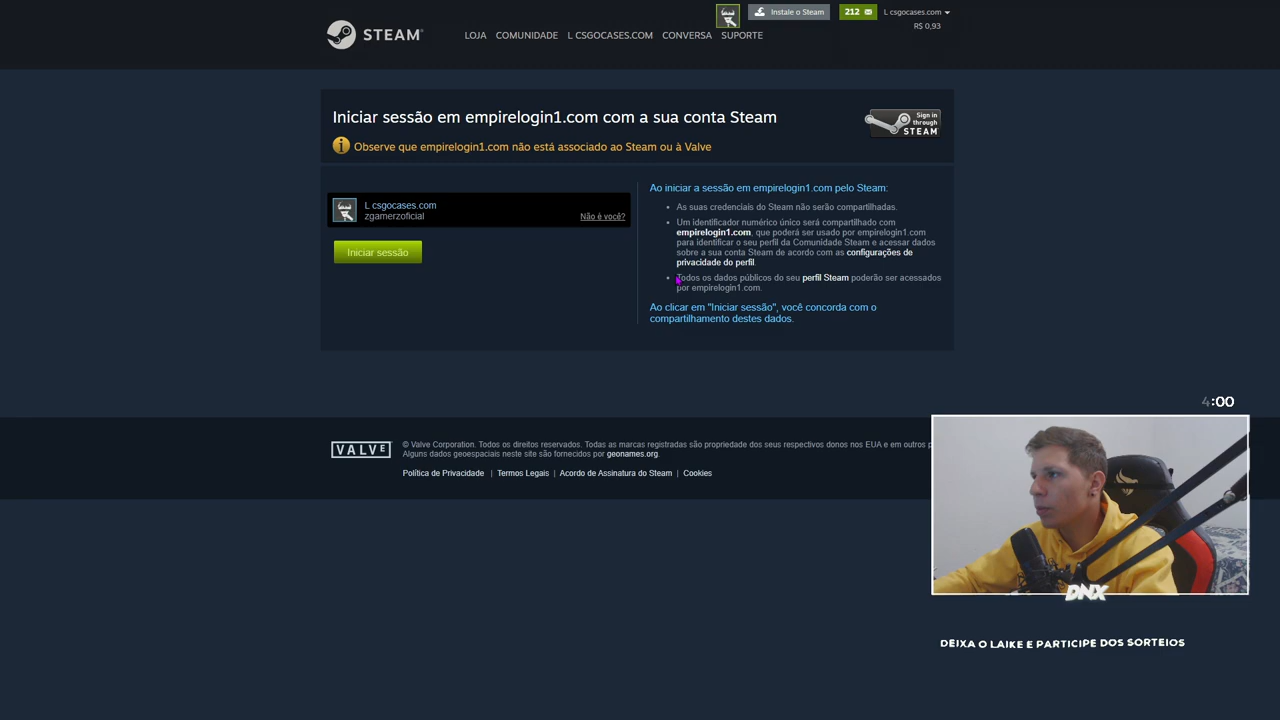 Instale o Steam
212
L csgocases.com
R$ 0,93
STEAM®
LOJA
COMUNIDADE
L CSGOCASES.COM
CONVERSA
SUPORTE
Iniciar sessão em empirelogin1.com com a sua conta Steam
Sign in
through
STEAM
Observe que empirelogin1.com não está associado ao Steam ou à Valve
L csgocases.com
zgamerzoficial
Não é você?
Iniciar sessão
Ao iniciar a sessão em empirelogin1.com pelo Steam:
As suas credenciais do Steam não serão compartilhadas.
Um identificador numérico único será compartilhado com
empirelogin1.com, que poderá ser usado por empirelogin1.com
para identificar o seu perfil da Comunidade Steam e acessar dados
sobre a sua conta Steam de acordo com as configurações de
privacidade do perfil.
Todos os dados públicos do seu perfil Steam poderão ser acessados
por empirelogin1.com.
Ao clicar em "Iniciar sessão", você concorda com o
compartilhamento destes dados.
4:00
VALVE
© Valve Corporation. Todos os direitos reservados. Todas as marcas registradas são propriedade dos seus respectivos donos nos EUA e em outros p
Alguns dados geoespaciais neste site são fornecidos por geonames.org.
Política de Privacidade | Termos Legais | Acordo de Assinatura do Steam | Cookies
DNX
DEIXA O LAIKE E PARTICIPE DOS SORTEIOS